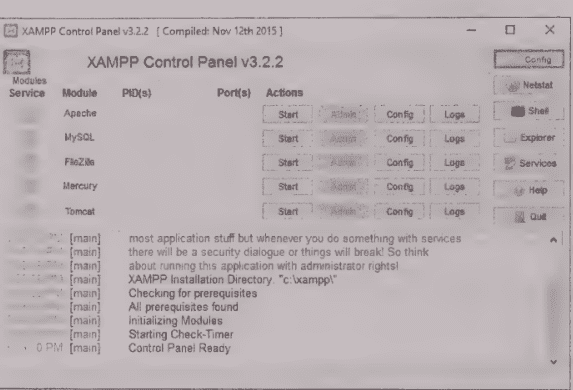 XAMPP Control Panel v3.2.2 [ Compiled: Nov 12th 2015 ]
XAMPP Control Panel v3.2.2
Config
Modules
Service Module PID(s) Port(s) Actions
Netstat
Apache Start Admin Config Logs
Shell
MySQL Start Admin Config Logs
Explorer
FileZilla Start Admin Config Logs
Services
Mercury Start Admin Config Logs
Help
Tomcat Start Admin Config Logs
Quit
[main] most application stuff but whenever you do something with services
[main] there will be a security dialogue or things will break! So think
[main] about running this application with administrator rights!
[main] XAMPP Installation Directory: "c:\xampp\"
[main] Checking for prerequisites
[main] All prerequisites found
[main] Initializing Modules
[main] Starting Check-Timer
PM [main] Control Panel Ready